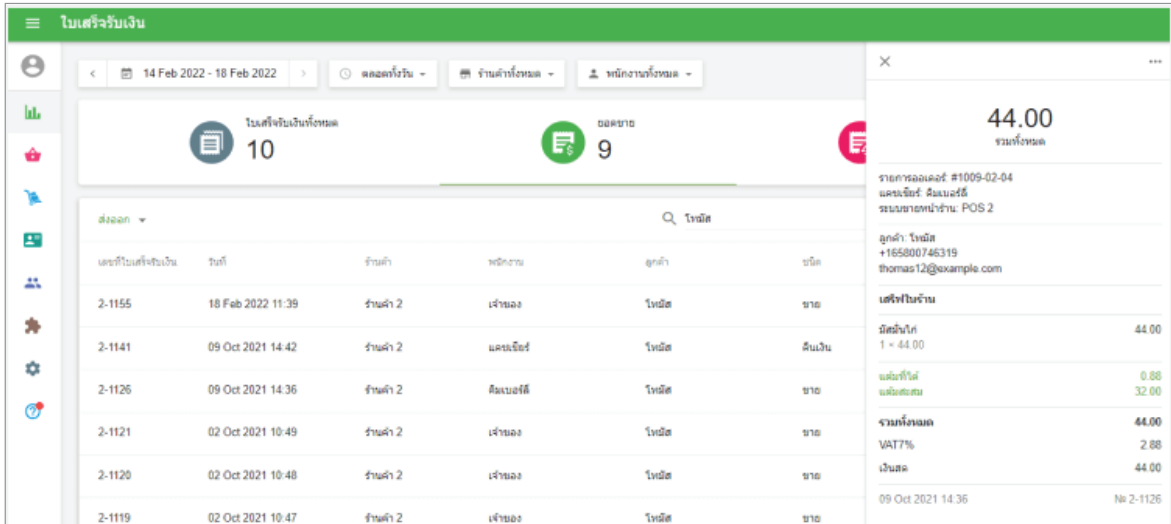 ใบเสร็จรับเงิน
14 Feb 2022 - 18 Feb 2022 ตลอดทั้งวัน ร้านค้าทั้งหมด พนักงานทั้งหมด
ใบเสร็จรับเงินทั้งหมด
10
ยอดขาย
9
ส่งออก โทมัส
เลขที่ใบเสร็จรับเงิน วันที่ ร้านค้า พนักงาน ลูกค้า ชนิด
2-1155 18 Feb 2022 11:39 ร้านค้า 2 เจ้าของ โทมัส ขาย
2-1141 09 Oct 2021 14:42 ร้านค้า 2 แคชเชียร์ โทมัส คืนเงิน
2-1126 09 Oct 2021 14:36 ร้านค้า 2 คิมเบอร์ลี่ โทมัส ขาย
2-1121 02 Oct 2021 10:49 ร้านค้า 2 เจ้าของ โทมัส ขาย
2-1120 02 Oct 2021 10:48 ร้านค้า 2 เจ้าของ โทมัส ขาย
2-1119 02 Oct 2021 10:47 ร้านค้า 2 เจ้าของ โทมัส ขาย
44.00
รวมทั้งหมด
รายการออเดอร์: #1009-02-04
แคชเชียร์: คิมเบอร์ลี่
ระบบขายหน้าร้าน: POS 2
ลูกค้า: โทมัส
+165800746319
thomas12@example.com
เสริฟในร้าน
มัสมั่นไก่ 44.00
1 × 44.00
แต้มที่ได้ 0.88
แต้มสะสม 32.00
รวมทั้งหมด 44.00
VAT7% 2.88
เงินสด 44.00
09 Oct 2021 14:36 № 2-1126